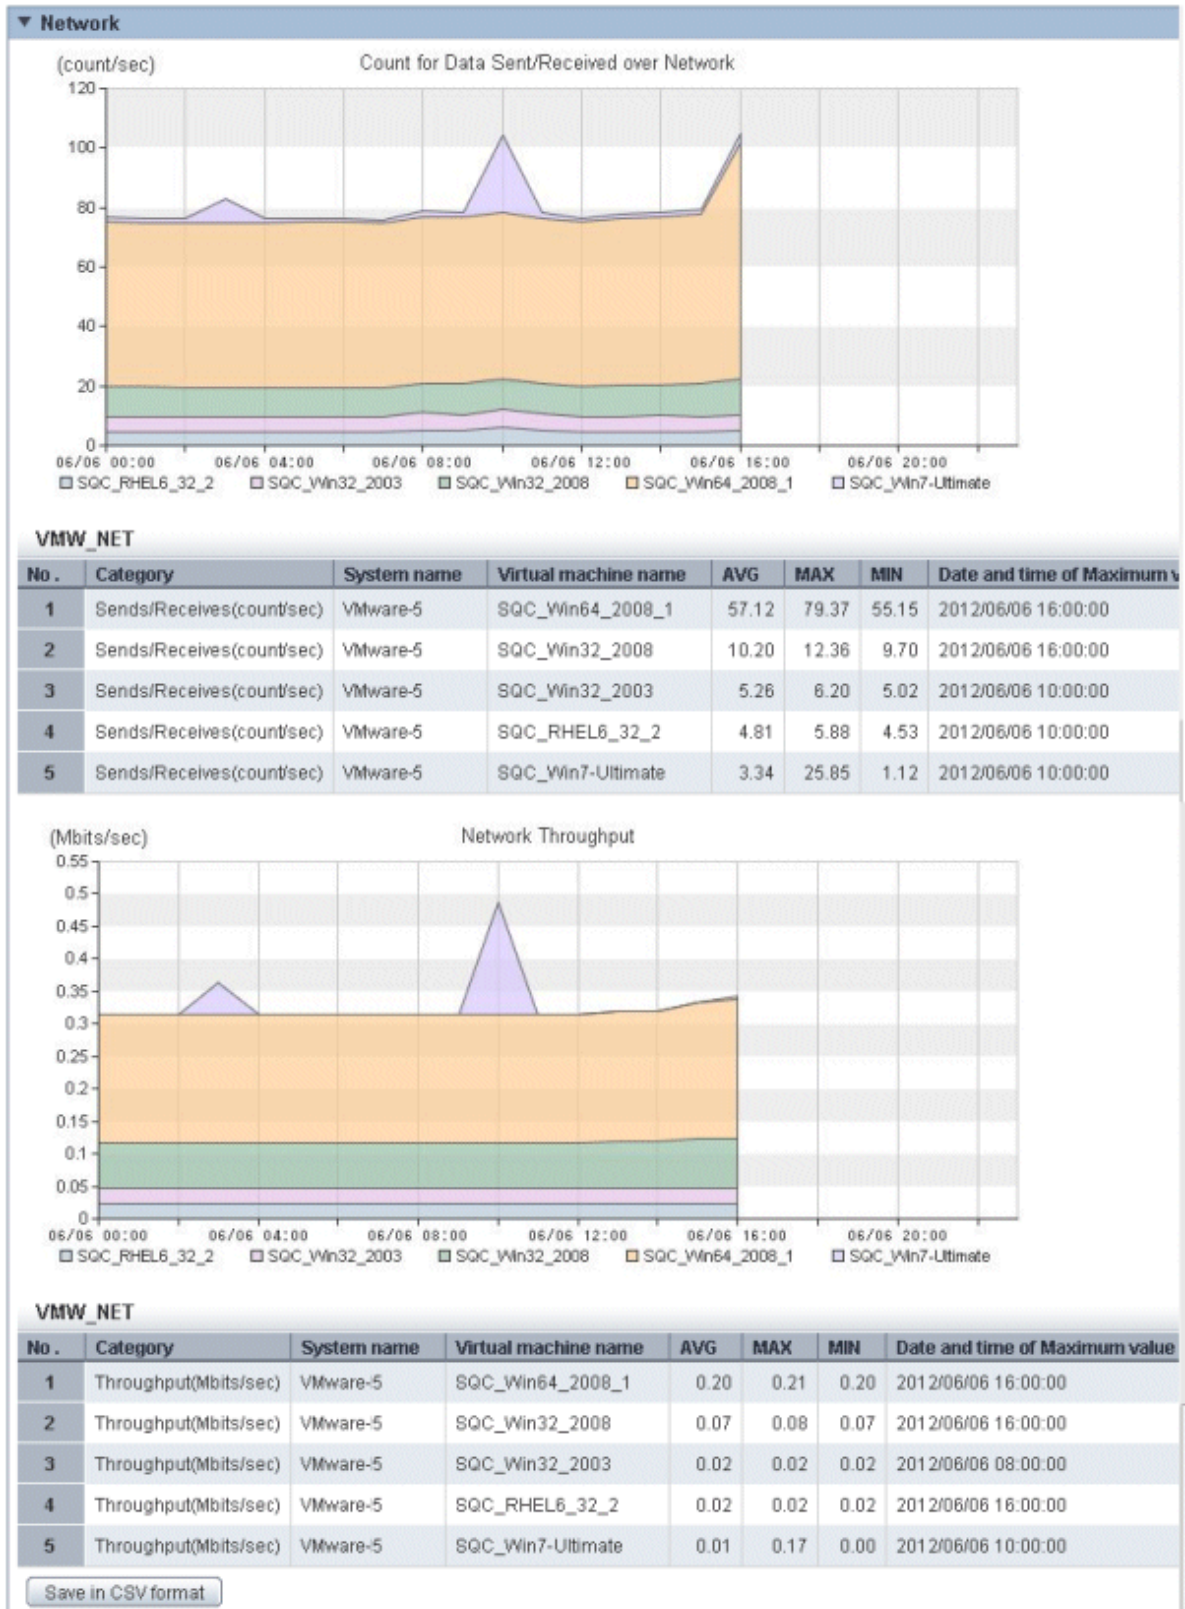 Network
(count/sec) Count for Data Sent/Received over Network
120
100
80
60
40
20
0
06/06 00:00 06/06 04:00 06/06 08:00 06/06 12:00 06/06 16:00 06/06 20:00
SQC_RHEL6_32_2 SQC_Win32_2003 SQC_Win32_2008 SQC_Win64_2008_1 SQC_Win7-Ultimate
VMW_NET
No. Category System name Virtual machine name AVG MAX MIN Date and time of Maximum v
1 Sends/Receives(count/sec) VMware-5 SQC_Win64_2008_1 57.12 79.37 55.15 2012/06/06 16:00:00
2 Sends/Receives(count/sec) VMware-5 SQC_Win32_2008 10.20 12.36 9.70 2012/06/06 16:00:00
3 Sends/Receives(count/sec) VMware-5 SQC_Win32_2003 5.26 6.20 5.02 2012/06/06 10:00:00
4 Sends/Receives(count/sec) VMware-5 SQC_RHEL6_32_2 4.81 5.88 4.53 2012/06/06 10:00:00
5 Sends/Receives(count/sec) VMware-5 SQC_Win7-Ultimate 3.34 25.85 1.12 2012/06/06 10:00:00
(Mbits/sec) Network Throughput
0.55
0.5
0.45
0.4
0.35
0.3
0.25
0.2
0.15
0.1
0.05
0
06/06 00:00 06/06 04:00 06/06 08:00 06/06 12:00 06/06 16:00 06/06 20:00
SQC_RHEL6_32_2 SQC_Win32_2003 SQC_Win32_2008 SQC_Win64_2008_1 SQC_Win7-Ultimate
VMW_NET
No. Category System name Virtual machine name AVG MAX MIN Date and time of Maximum value
1 Throughput(Mbits/sec) VMware-5 SQC_Win64_2008_1 0.20 0.21 0.20 2012/06/06 16:00:00
2 Throughput(Mbits/sec) VMware-5 SQC_Win32_2008 0.07 0.08 0.07 2012/06/06 16:00:00
3 Throughput(Mbits/sec) VMware-5 SQC_Win32_2003 0.02 0.02 0.02 2012/06/06 08:00:00
4 Throughput(Mbits/sec) VMware-5 SQC_RHEL6_32_2 0.02 0.02 0.02 2012/06/06 16:00:00
5 Throughput(Mbits/sec) VMware-5 SQC_Win7-Ultimate 0.01 0.17 0.00 2012/06/06 10:00:00
Save in CSV format